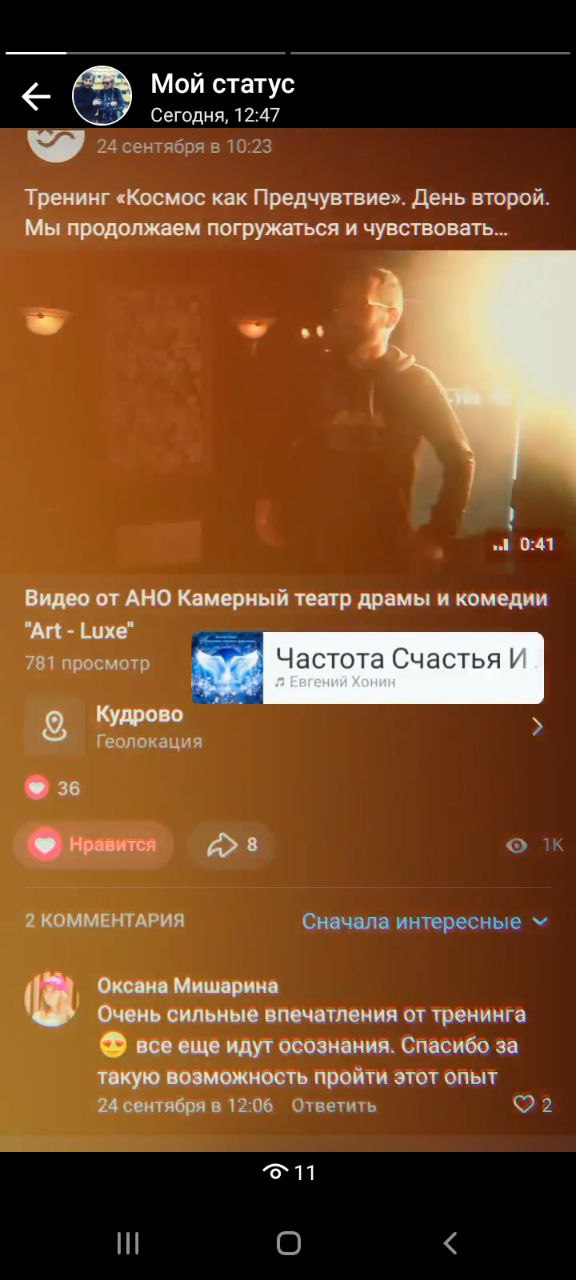 Мой статус
Сегодня, 12:47
24 сентября в 10:23
Тренинг «Космос как Предчувтвие». День второй.
Мы продолжаем погружаться и чувствовать...
0:41
Видео от АНО Камерный театр драмы и комедии
"Art - Luxe"
781 просмотр
Частота Счастья И
Евгений Хонин
Кудрово
Геолокация
36
Нравится
8
1K
2 КОММЕНТАРИЯ
Сначала интересные
Оксана Мишарина
Очень сильные впечатления от тренинга
😍 все еще идут осознания. Спасибо за
такую возможность пройти этот опыт
24 сентября в 12:06 Ответить
2
11